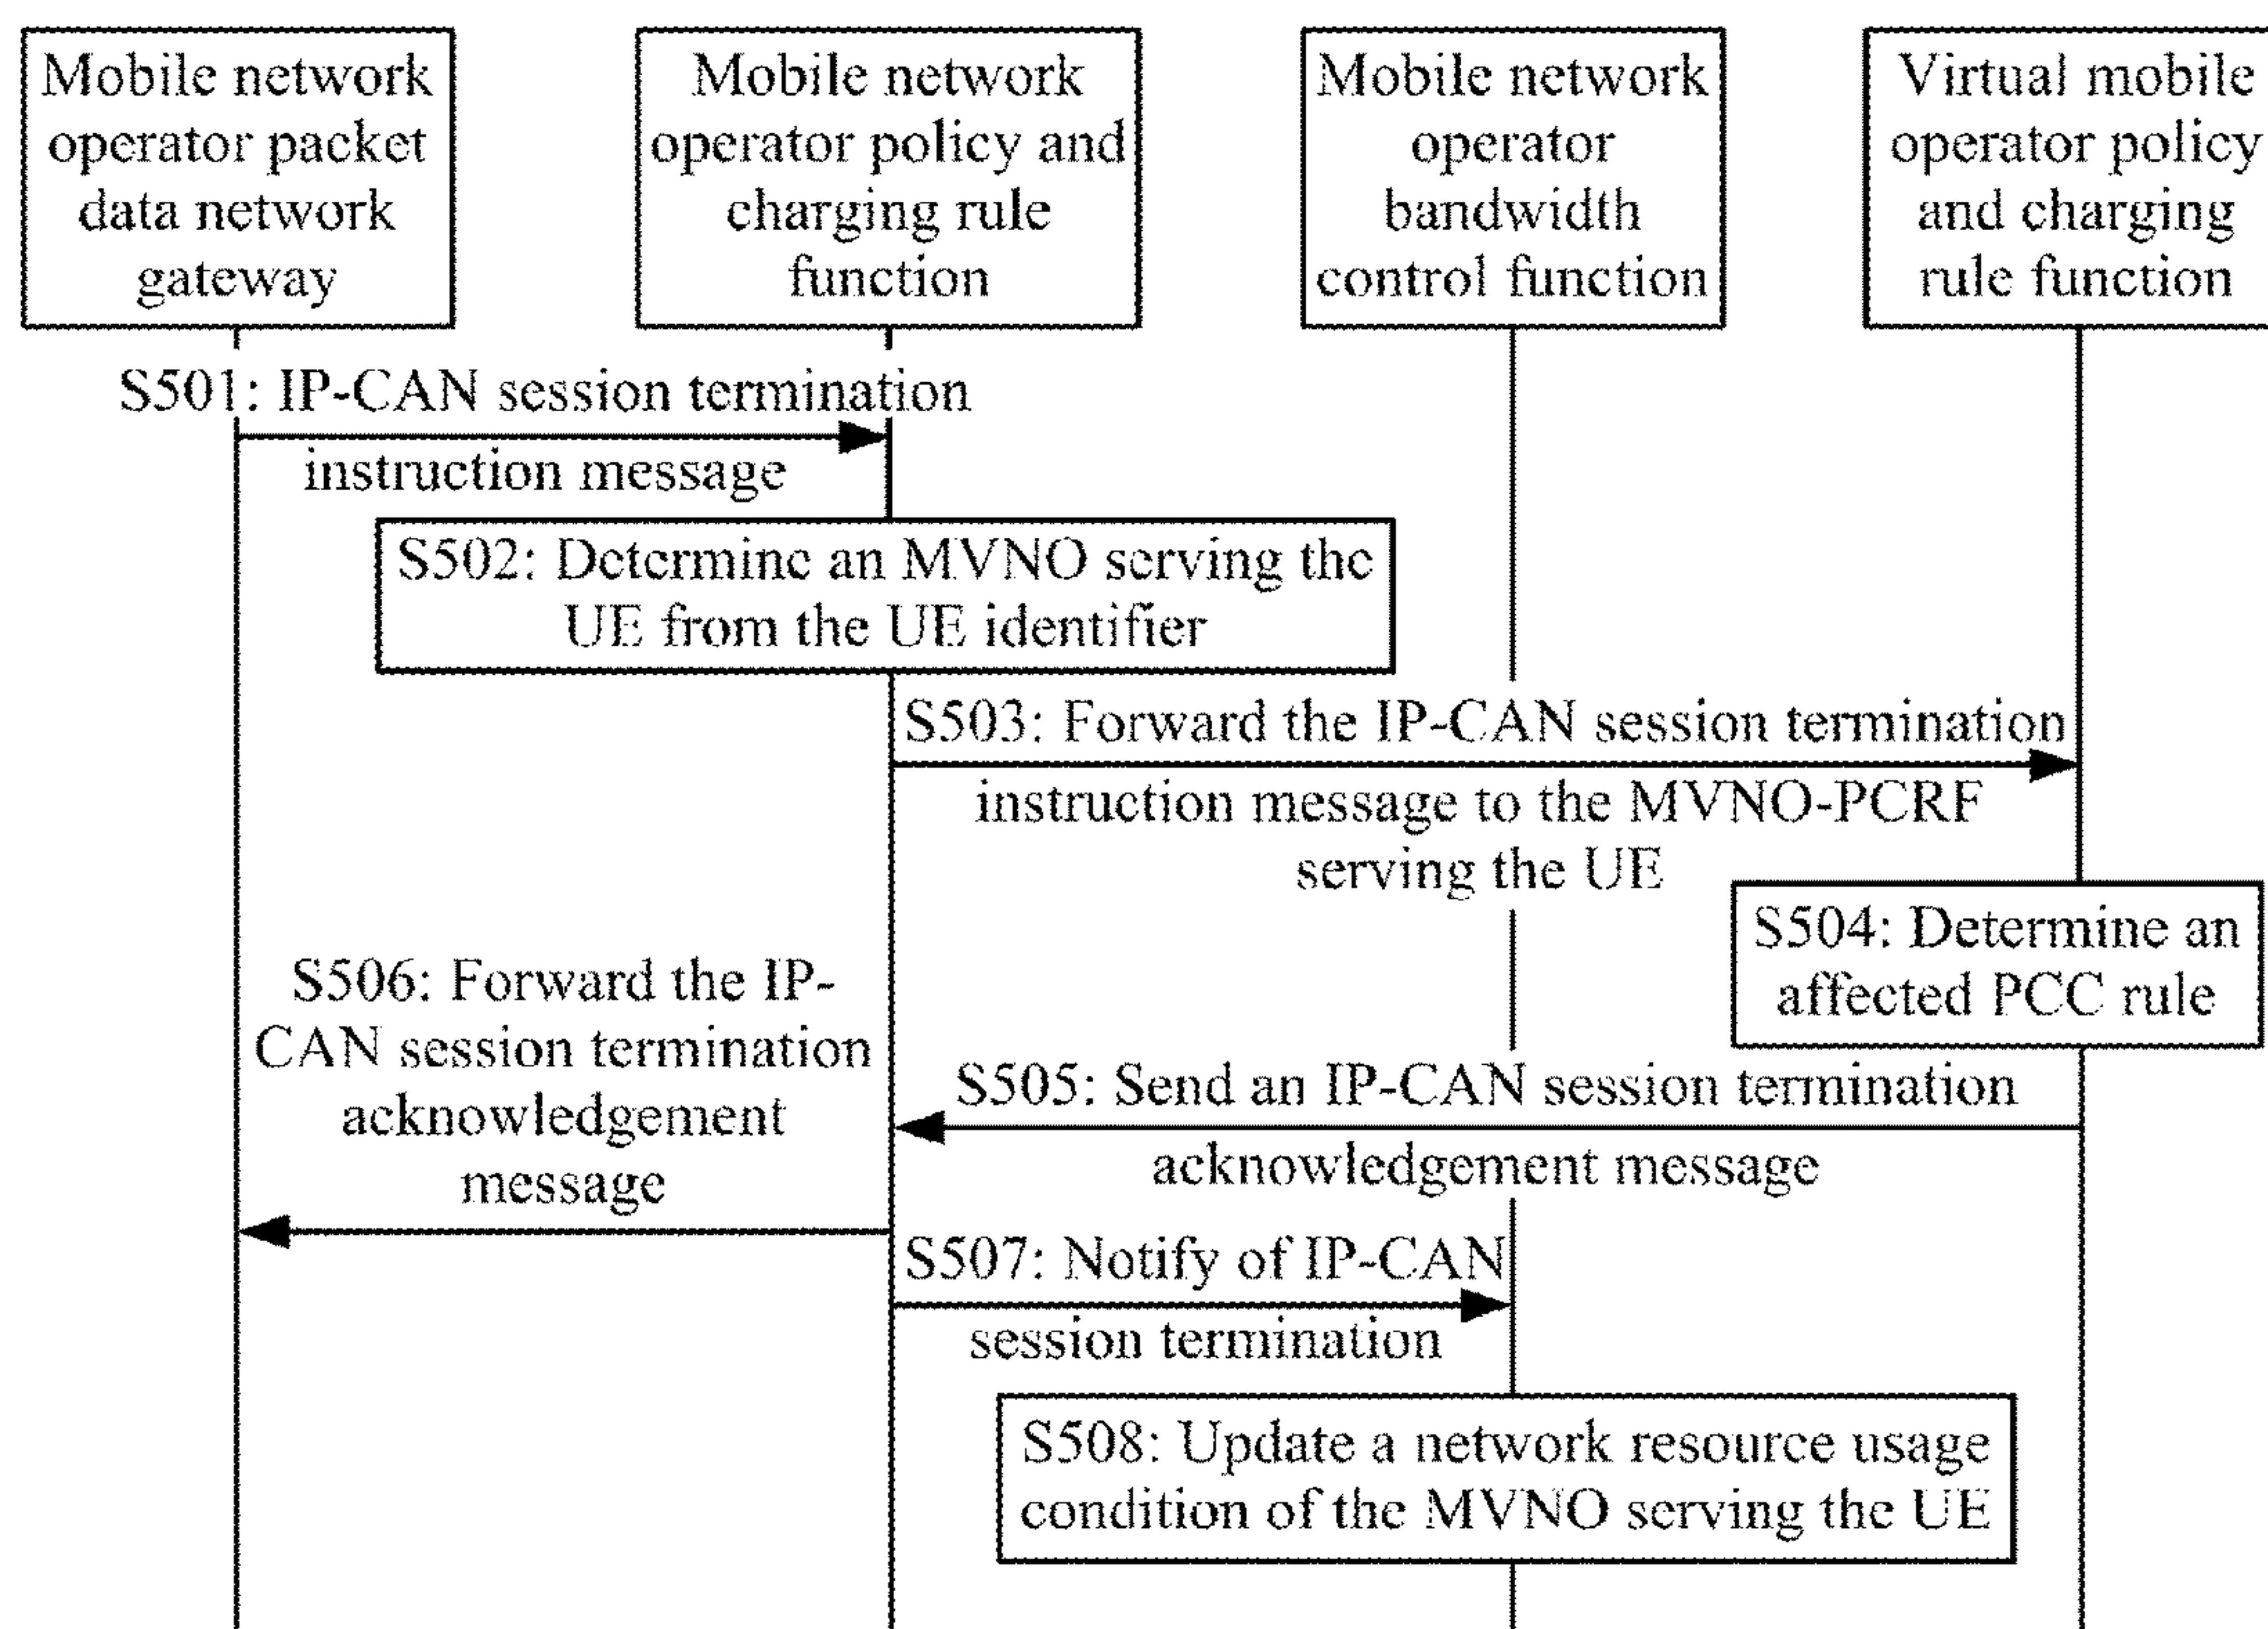 Mobile network
operator packet
data network
gateway
Mobile network
operator policy and
charging rule
function
Mobile network
operator
bandwidth
control function
Virtual mobile
operator policy
and charging
rule function
S501: IP-CAN session termination
instruction message
S502: Determine an MVNO serving the
UE from the UE identifier
S503: Forward the IP-CAN session termination
instruction message to the MVNO-PCRF
serving the UE
S504: Determine an
affected PCC rule
S505: Send an IP-CAN session termination
acknowledgement message
S506: Forward the IP-
CAN session termination
acknowledgement
message
S507: Notify of IP-CAN
session termination
S508: Update a network resource usage
condition of the MVNO serving the UE